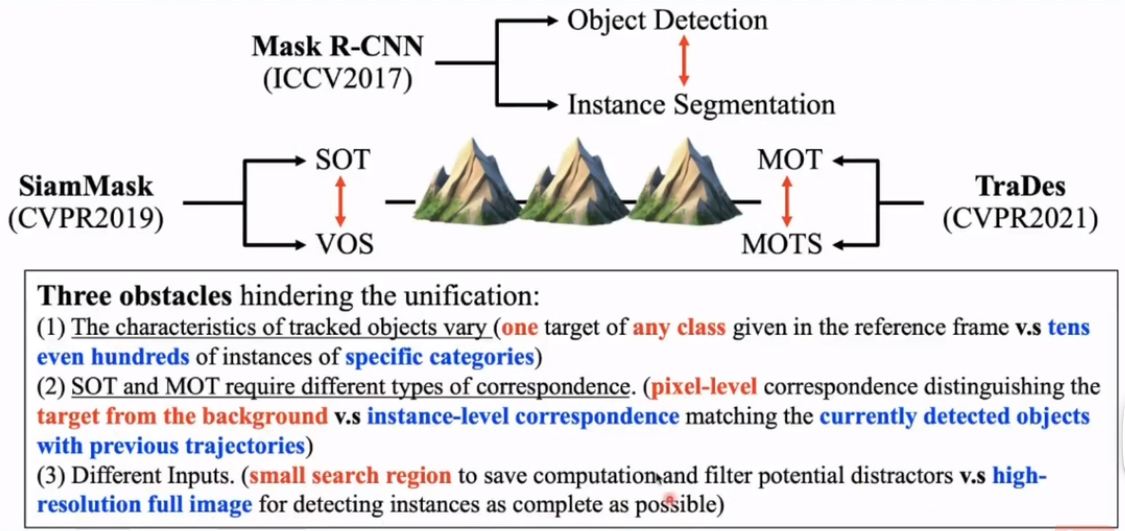 Mask R-CNN
(ICCV2017)
Object Detection
Instance Segmentation
SiamMask
(CVPR2019)
SOT
VOS
MOT
MOTS
TraDes
(CVPR2021)
Three obstacles hindering the unification:
(1) The characteristics of tracked objects vary (one target of any class given in the reference frame v.s tens
even hundreds of instances of specific categories)
(2) SOT and MOT require different types of correspondence. (pixel-level correspondence distinguishing the
target from the background v.s instance-level correspondence matching the currently detected objects
with previous trajectories)
(3) Different Inputs. (small search region to save computation and filter potential distractors v.s high-
resolution full image for detecting instances as complete as possible)